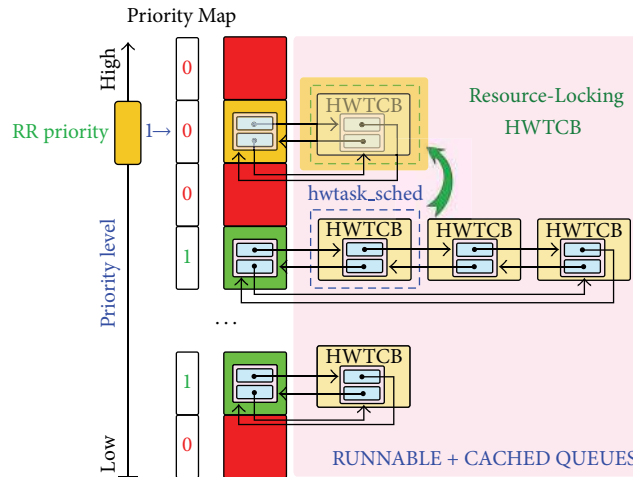 Priority Map
High
0
RR priority
1→
0
HWTCB
Resource-Locking
HWTCB
0
hwtask_sched
Priority level
1
HWTCB
HWTCB
HWTCB
...
1
HWTCB
Low
0
RUNNABLE + CACHED QUEUES